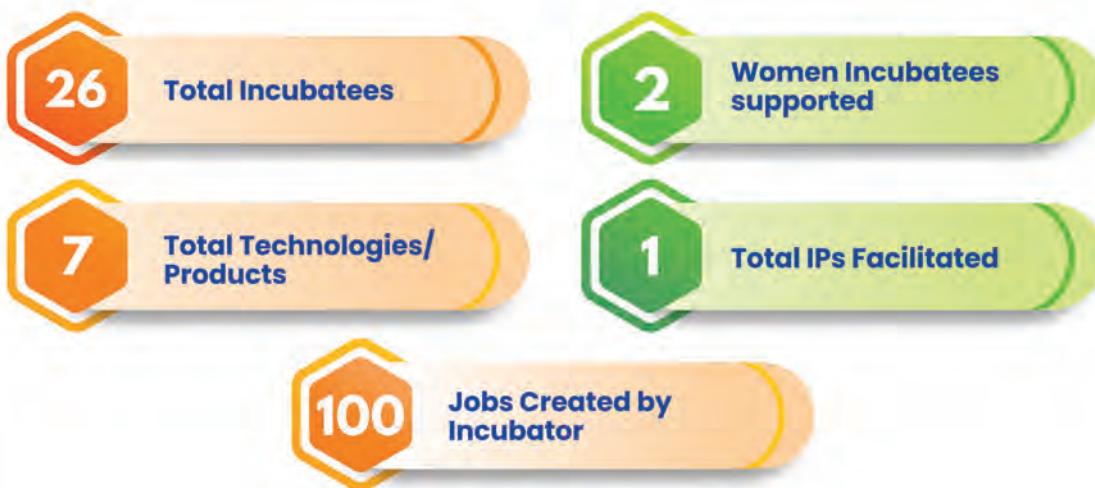 26
Total Incubatees
2
Women Incubatees
supported
7
Total Technologies/
Products
1
Total IPs Facilitated
100
Jobs Created by
Incubator